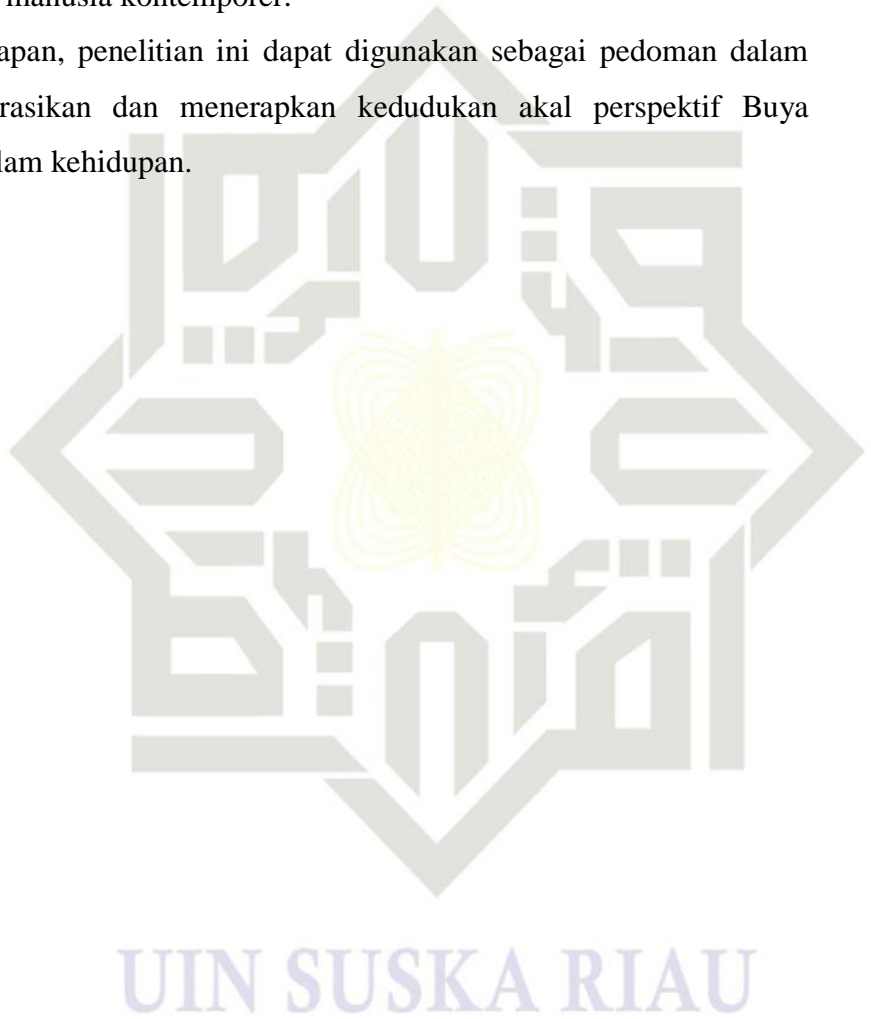 manusia kontemporer.
apan, penelitian ini dapat digunakan sebagai pedoman dalam
rasikan dan menerapkan kedudukan akal perspektif Buya
lam kehidupan.
UIN SUSKA RIAU